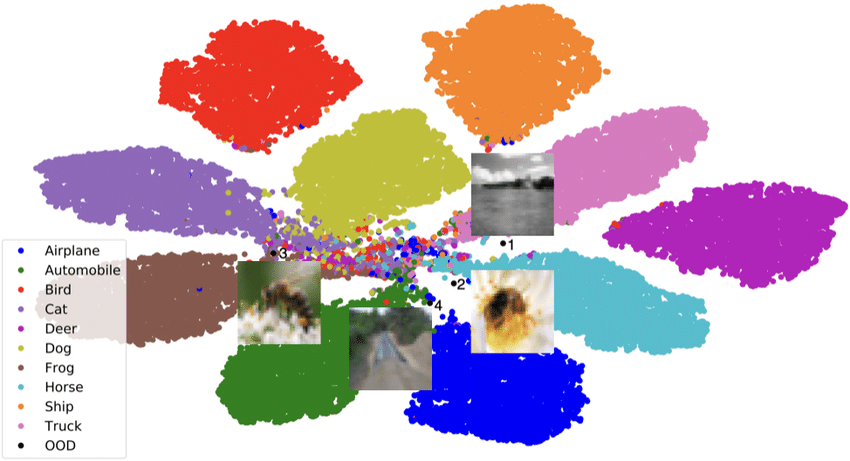 1
3
2
4
Airplane
Automobile
Bird
Cat
Deer
Dog
Frog
Horse
Ship
Truck
OOD